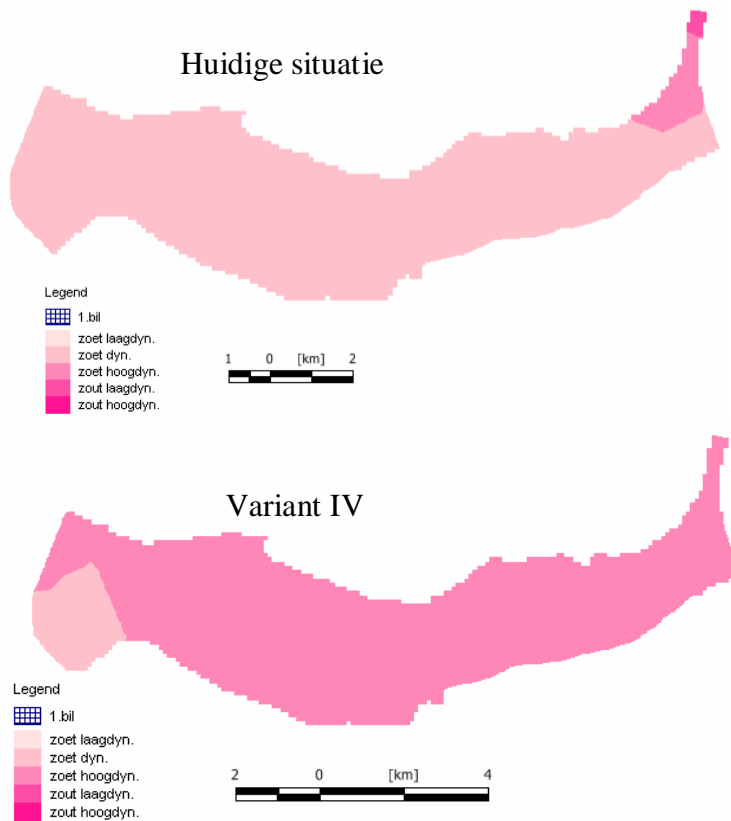 Huidige situatie
Legend
1.bil
zoet laagdyn.
zoet dyn.
zoet hoogdyn.
zout laagdyn.
zout hoogdyn.
1 0 [km] 2
Variant IV
Legend
1.bil
zoet laagdyn.
zoet dyn.
zoet hoogdyn.
zout laagdyn.
zout hoogdyn.
2 0 [km] 4